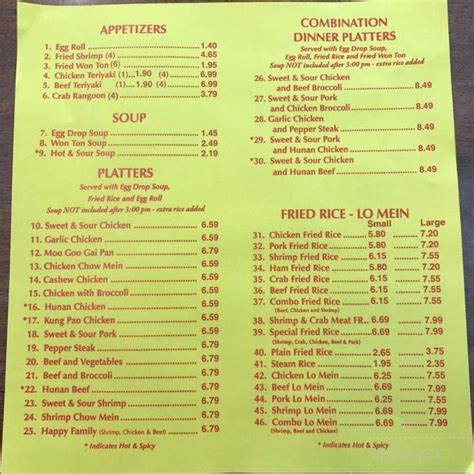 APPETIZERS
1. Egg Roll 1.40
2. Fried Shrimp (4) 4.65
3. Fried Won Ton (6) 4.65
4. Chicken Teriyaki (1)....1.90 (4) 6.99
5. Beef Teriyaki (1).....1.90 (4) 6.99
6. Crab Rangoon (4) 3.79
SOUP
7. Egg Drop Soup 1.45
8. Won Ton Soup 2.19
*9. Hot & Sour Soup 2.19
PLATTERS
Served with Egg Drop Soup,
Fried Rice and Egg Roll
Soup NOT included after 3:00 pm - extra rice added
10. Sweet & Sour Chicken 6.59
11. Garlic Chicken 6.59
12. Moo Goo Gai Pan 6.59
13. Chicken Chow Mein 6.59
14. Cashew Chicken 6.59
15. Chicken with Broccoli 6.59
*16. Hunan Chicken 6.59
*17. Kung Pao Chicken 6.59
18. Sweet & Sour Pork 6.59
19. Pepper Steak 6.79
20. Beef and Vegetables 6.79
21. Beef and Broccoli 6.79
*22. Hunan Beef 6.79
23. Sweet & Sour Shrimp 6.79
24. Shrimp Chow Mein 6.79
25. Happy Family (Shrimp, Chicken & Beef) 6.79
* Indicates Hot & Spicy
COMBINATION
DINNER PLATTERS
Served with Egg Drop Soup,
Egg Roll, Fried Rice and Fried Won Ton
Soup NOT included after 3:00 pm - extra rice added
26. Sweet & Sour Chicken
and Beef Broccoli 8.49
27. Sweet & Sour Pork
and Chicken Broccoli 8.49
28. Garlic Chicken
and Pepper Steak 8.49
*29. Sweet & Sour Pork
and Hunan Chicken 8.49
*30. Sweet & Sour Chicken
and Hunan Beef 8.49
FRIED RICE - LO MEIN
Small Large
31. Chicken Fried Rice 5.80 7.20
32. Pork Fried Rice 5.80 7.20
33. Shrimp Fried Rice 6.15 7.55
34. Ham Fried Rice 5.80 7.20
35. Crab Fried Rice 6.15 7.55
36. Beef Fried Rice 6.15 7.55
37. Combo Fried Rice 6.15 7.55
(Beef, Chicken and Shrimp)
38. Shrimp & Crab Meat FR 6.69 7.99
39. Special Fried Rice 6.69 7.99
(Shrimp, Crab, Chicken, Beef & Pork)
40. Plain Fried Rice 2.65 3.75
41. Steam Rice 1.95 2.65
42. Chicken Lo Mein 6.25 7.55
43. Beef Lo Mein 6.69 7.99
44. Pork Lo Mein 6.25 7.55
45. Shrimp Lo Mein 6.69 7.99
46. Combo Lo Mein 6.69 7.99
(Shrimp, Beef and Chicken)
* Indicates Hot & Spicy